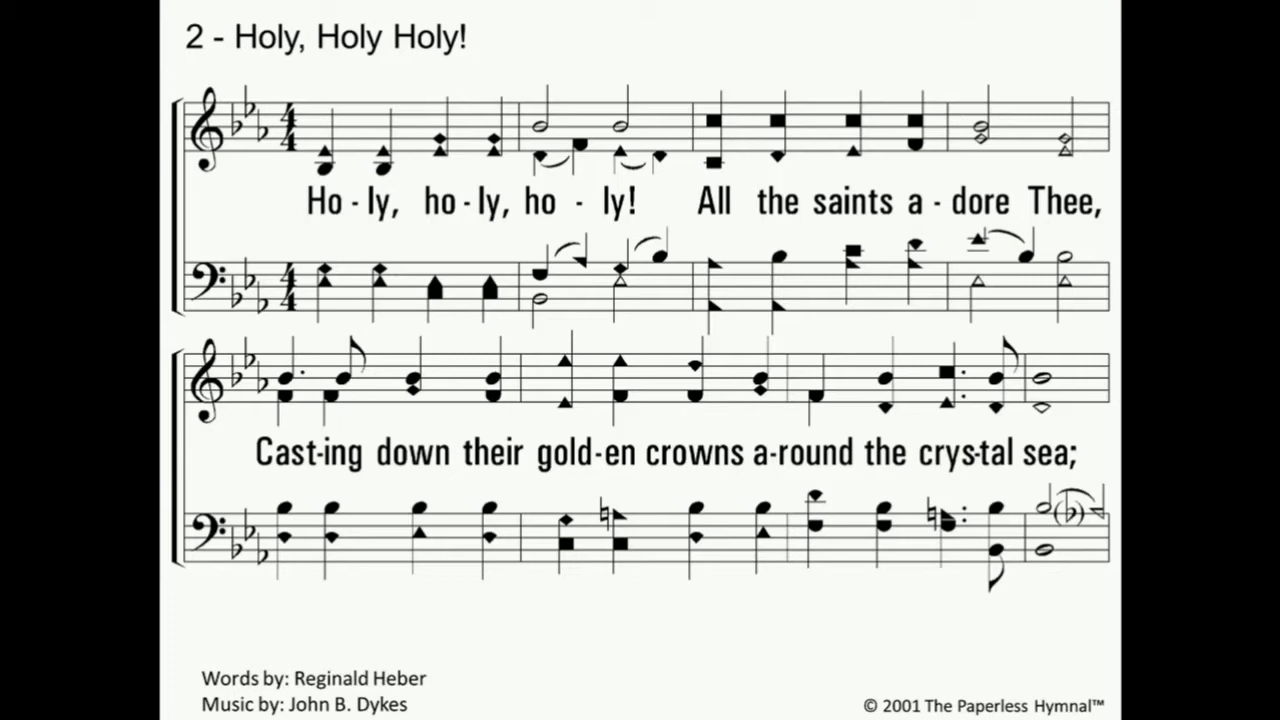 2 - Holy, Holy Holy!
Ho - ly, ho - ly, ho - ly! All the saints a - dore Thee,
Cast-ing down their gold-en crowns a-round the crys-tal sea;
Words by: Reginald Heber
Music by: John B. Dykes
© 2001 The Paperless Hymnal™